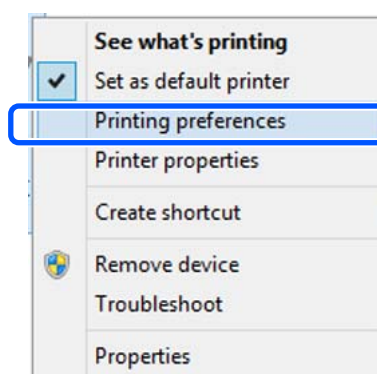 See what's printing
Set as default printer
Printing preferences
Printer properties
Create shortcut
Remove device
Troubleshoot
Properties